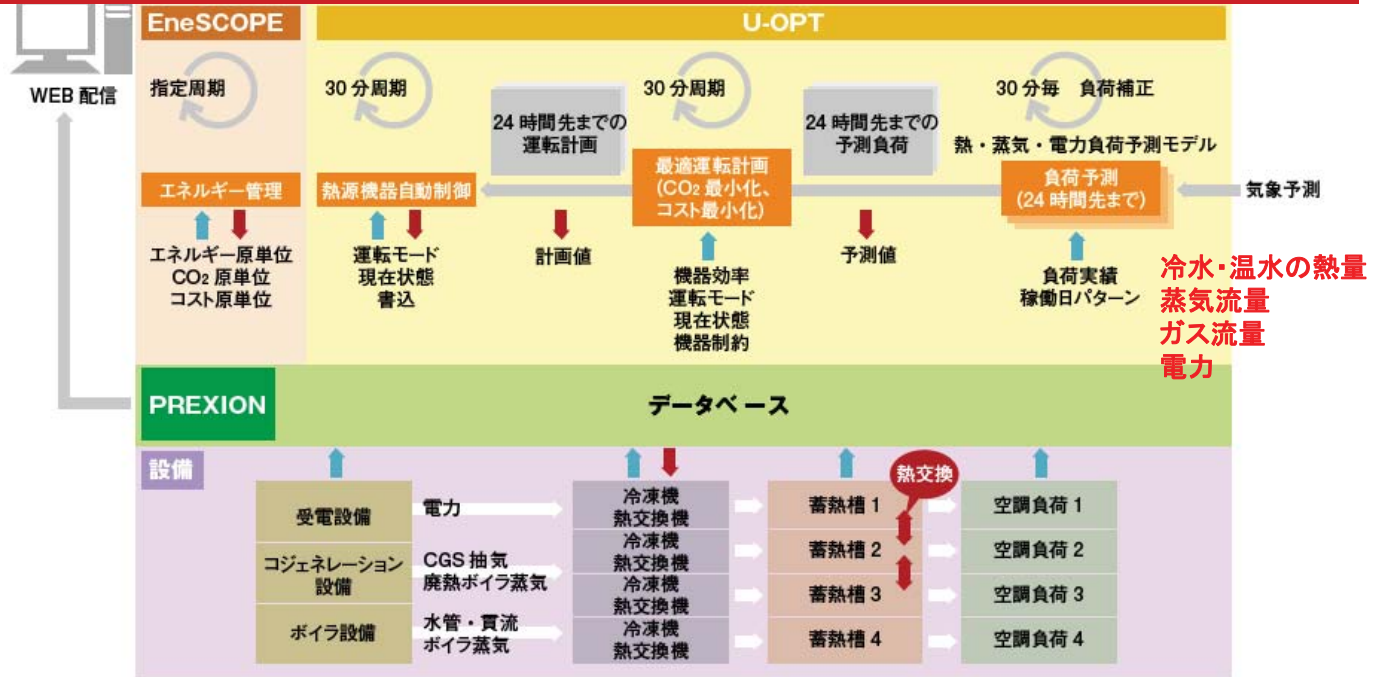 EneSCOPE
U-OPT
WEB 配信
指定周期
30 分周期
24 時間先までの
運転計画
30 分周期
24 時間先までの
予測負荷
30 分毎　負荷補正
熱・蒸気・電力負荷予測モデル
エネルギー管理
熱源機器自動制御
最適運転計画
(CO2 最小化、
コスト最小化)
負荷予測
(24 時間先まで)
気象予測
エネルギー原単位
CO2 原単位
コスト原単位
運転モード
現在状態
書込
計画値
機器効率
運転モード
現在状態
機器制約
予測値
負荷実績
稼働日パターン
冷水・温水の熱量
蒸気流量
ガス流量
電力
PREXION
データベース
設備
受電設備
コジェネレーション
設備
ボイラ設備
電力
CGS 抽気
廃熱ボイラ蒸気
水管・貫流
ボイラ蒸気
冷凍機
熱交換機
冷凍機
熱交換機
冷凍機
熱交換機
冷凍機
熱交換機
蓄熱槽 1
蓄熱槽 2
蓄熱槽 3
蓄熱槽 4
熱交換
空調負荷 1
空調負荷 2
空調負荷 3
空調負荷 4